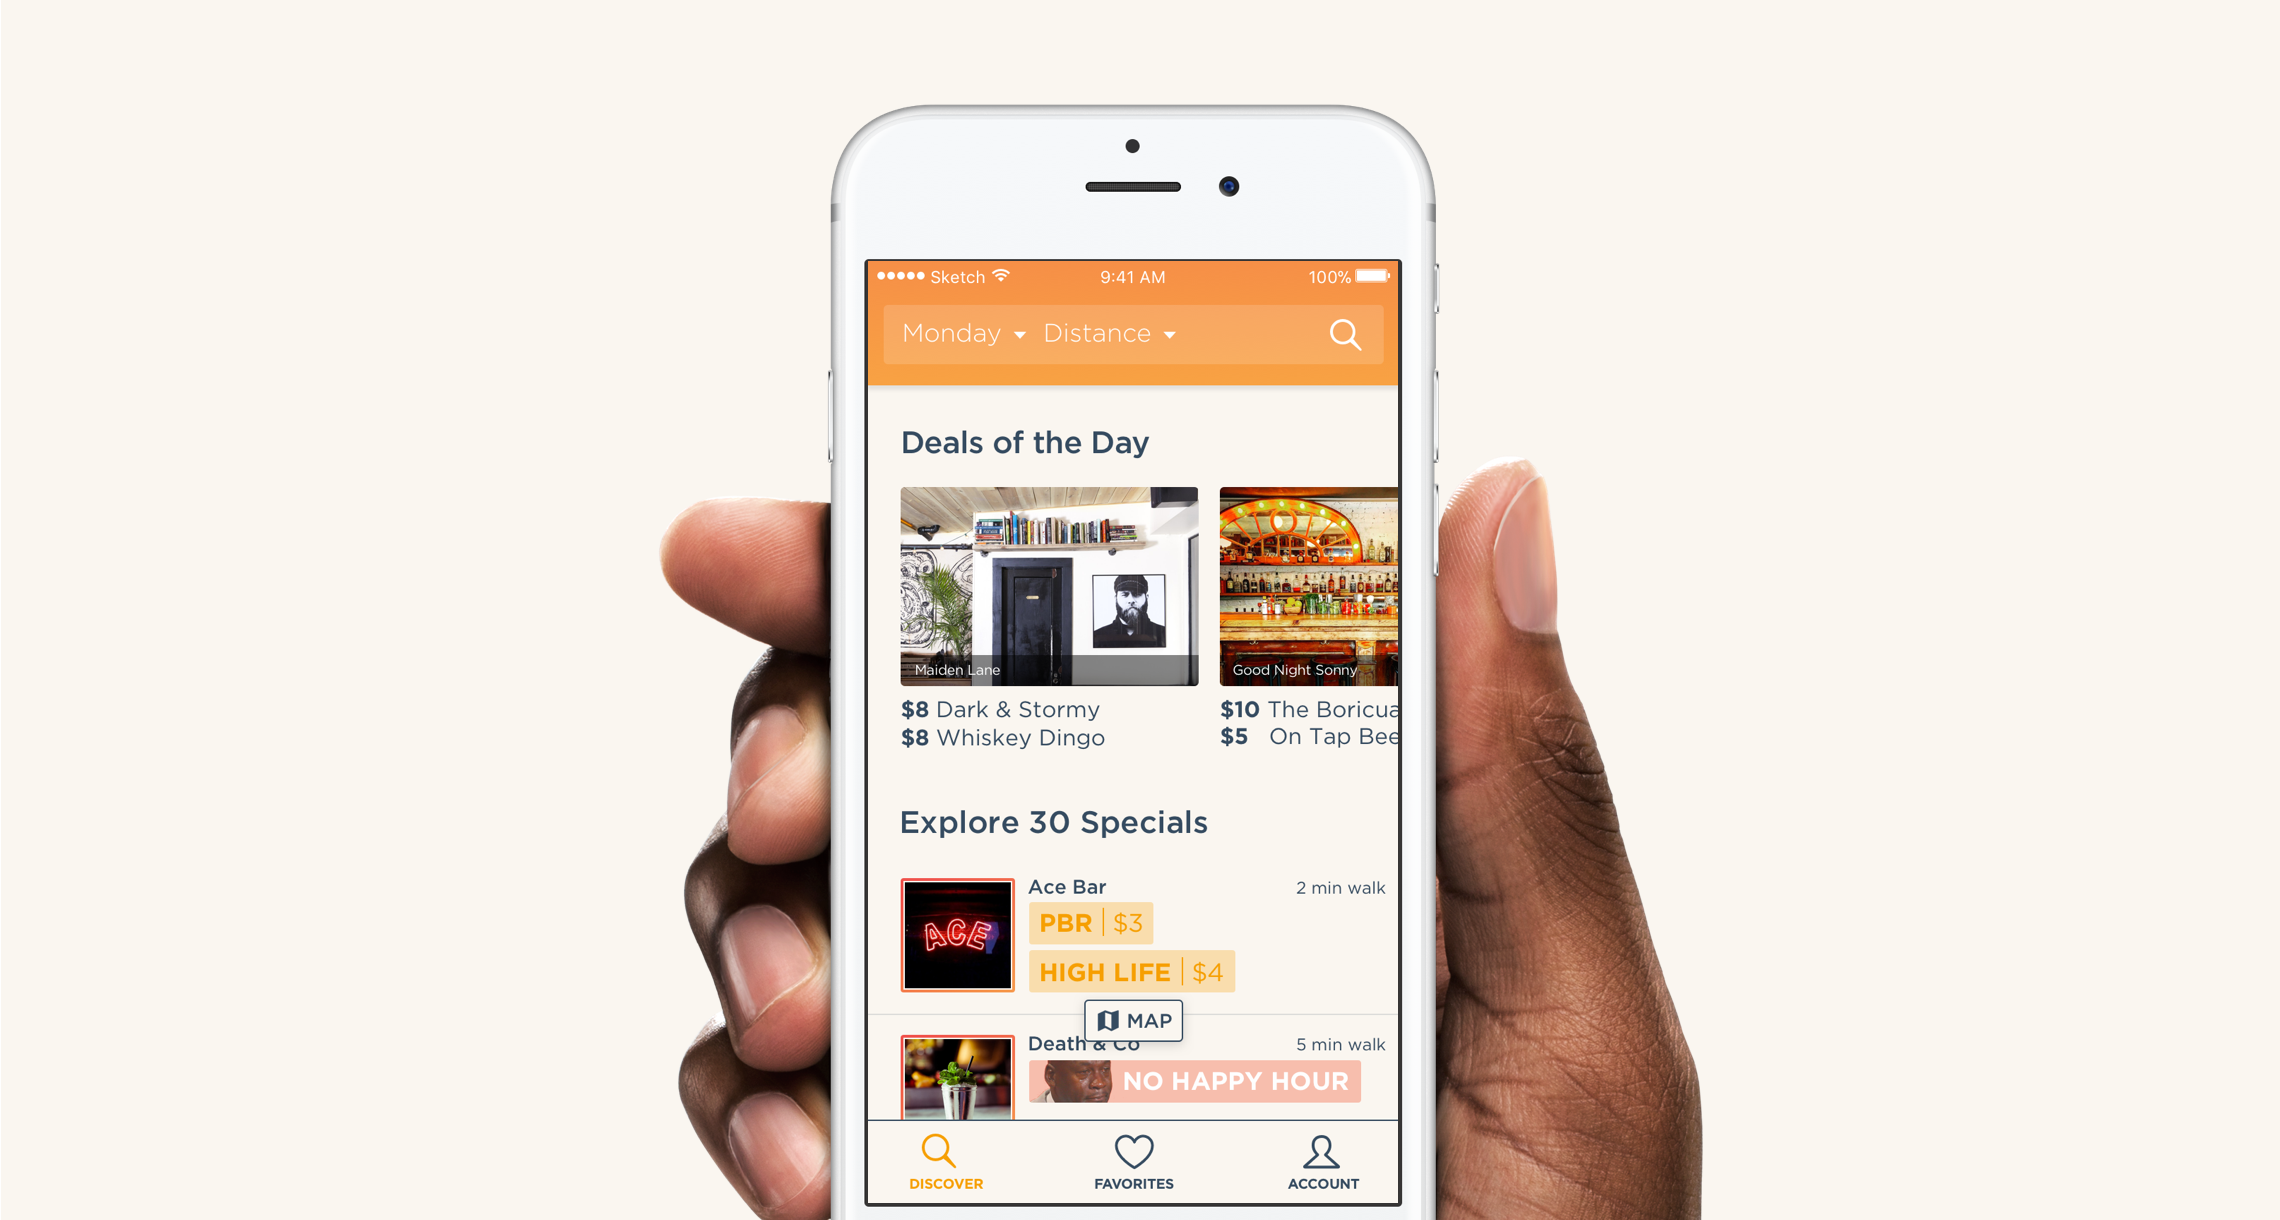 Sketch 9:41 AM 100%
Monday Distance
Deals of the Day
Maiden Lane
$8 Dark & Stormy
$8 Whiskey Dingo
Good Night Sonny
$10 The Boricua
$5 On Tap Bee
Explore 30 Specials
Ace Bar 2 min walk
PBR | $3
HIGH LIFE | $4
ACE
MAP
Death & Co 5 min walk
NO HAPPY HOUR
DISCOVER FAVORITES ACCOUNT